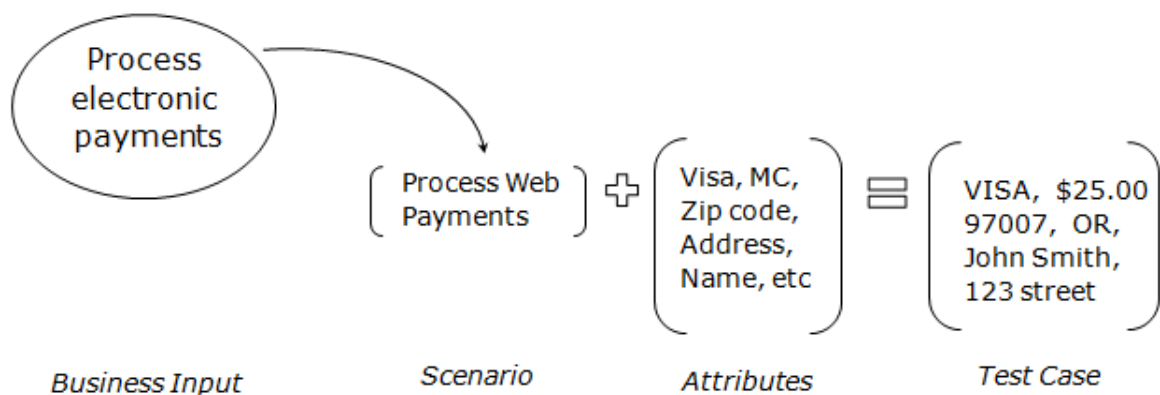 Process
electronic
payments
Process Web
Payments
Visa, MC,
Zip code,
Address,
Name, etc
VISA, $25.00
97007, OR,
John Smith,
123 street
Business Input
Scenario
Attributes
Test Case